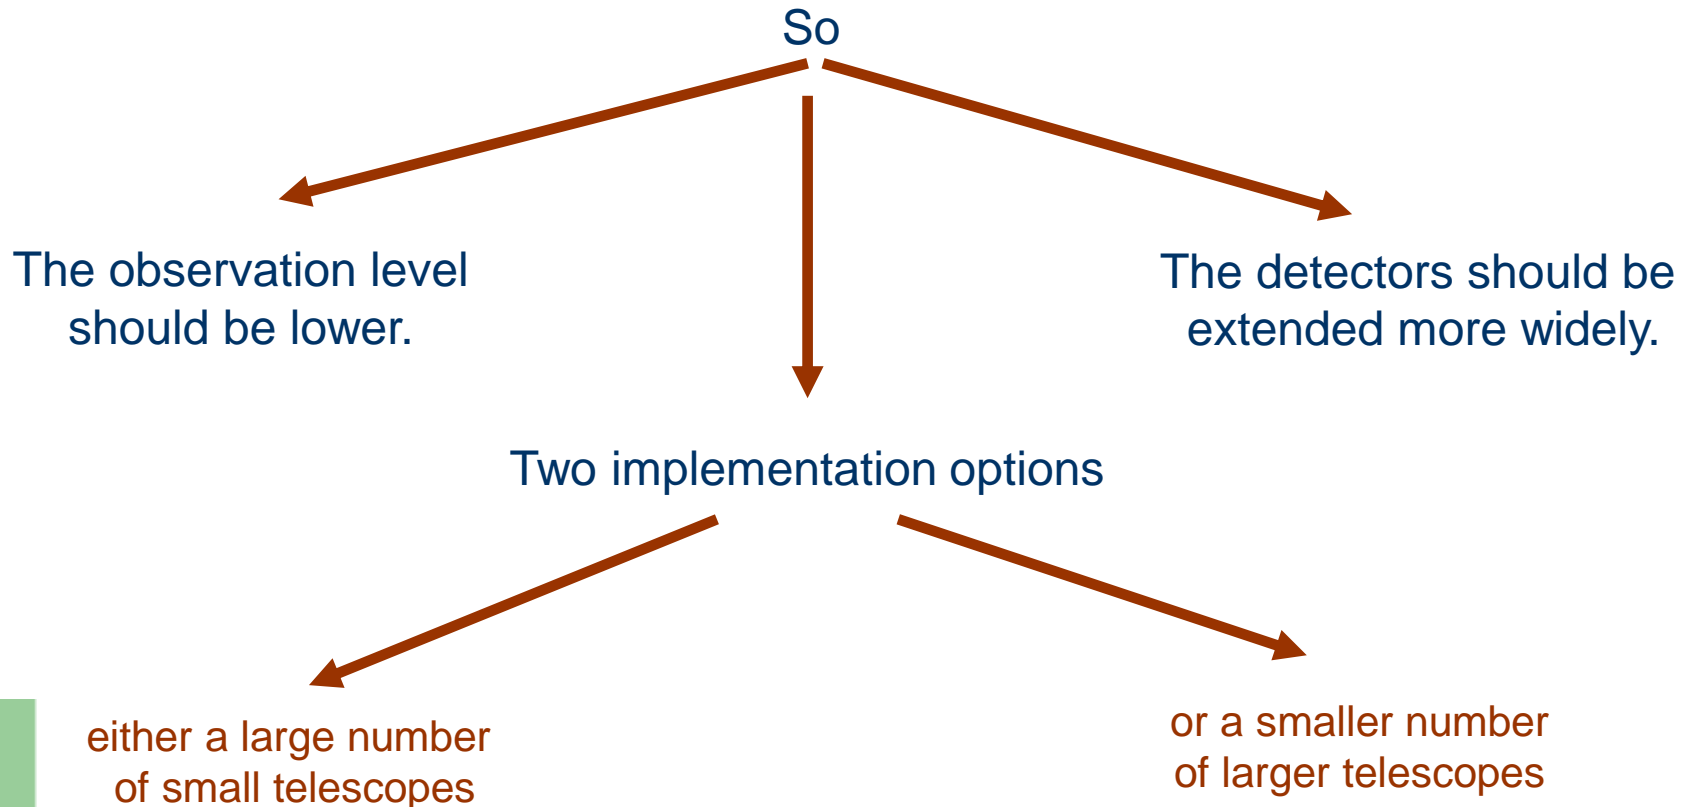 So
The observation level
should be lower.
The detectors should be
extended more widely.
Two implementation options
either a large number
of small telescopes
or a smaller number
of larger telescopes